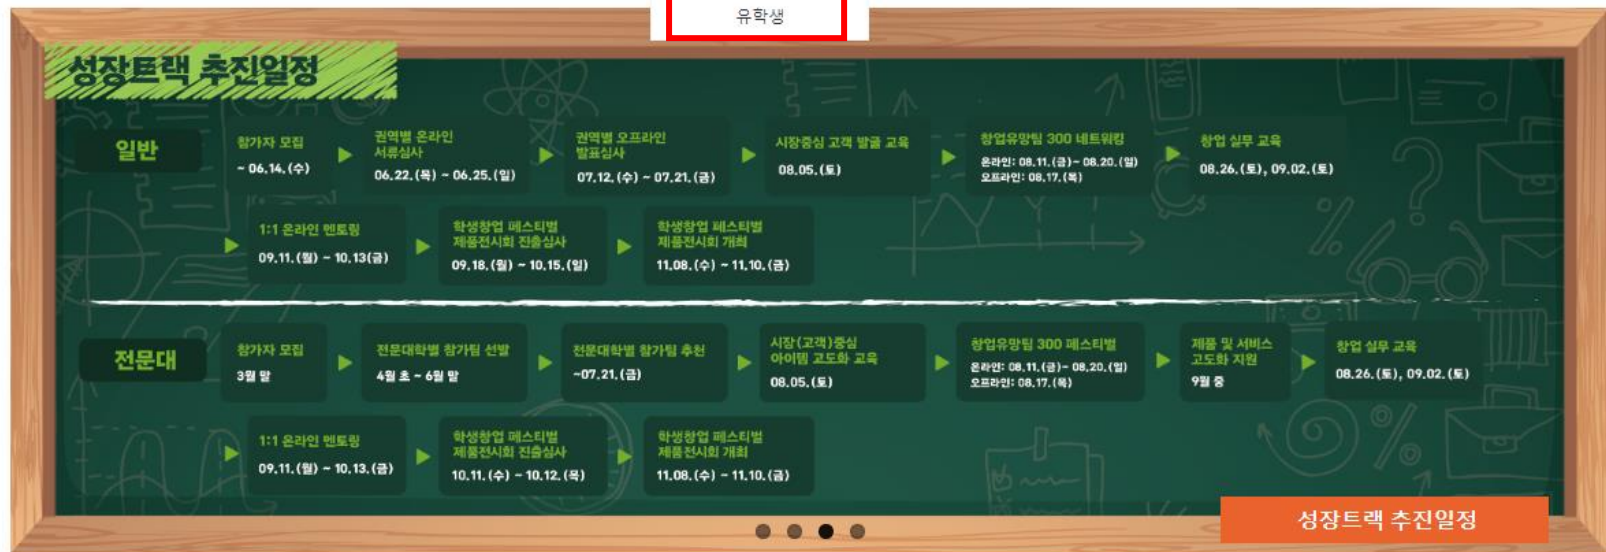 유학생
성장트랙 추진일정
일반
참가자 모집
~ 06.14.(수)
권역별 온라인
서류심사
06.22.(목) ~ 06.25.(일)
권역별 오프라인
발표심사
07.12.(수) ~ 07.21.(금)
시장중심 고객 발굴 교육
08.05.(토)
창업유망팀 300 네트워킹
온라인: 08.11.(금)~ 08.20.(일)
오프라인: 08.17.(목)
창업 실무 교육
08.26.(토), 09.02.(토)
1:1 온라인 멘토링
09.11.(월) ~ 10.13(금)
학생창업 페스티벌
제품전시회 진출심사
09.18.(월) ~ 10.15.(일)
학생창업 페스티벌
제품전시회 개최
11.08.(수) ~ 11.10.(금)
전문대
참가자 모집
3월 말
전문대학별 참가팀 선발
4월 초 ~ 6월 말
전문대학별 참가팀 추천
~07.21.(금)
시장(고객)중심
아이템 고도화 교육
08.05.(토)
창업유망팀 300 페스티벌
온라인: 08.11.(금)~ 08.20.(일)
오프라인: 08.17.(목)
제품 및 서비스
고도화 지원
9월 중
창업 실무 교육
08.26.(토), 09.02.(토)
1:1 온라인 멘토링
09.11.(월) ~ 10.13.(금)
학생창업 페스티벌
제품전시회 진출심사
10.11.(수) ~ 10.12.(목)
학생창업 페스티벌
제품전시회 개최
11.08.(수) ~ 11.10.(금)
성장트랙 추진일정